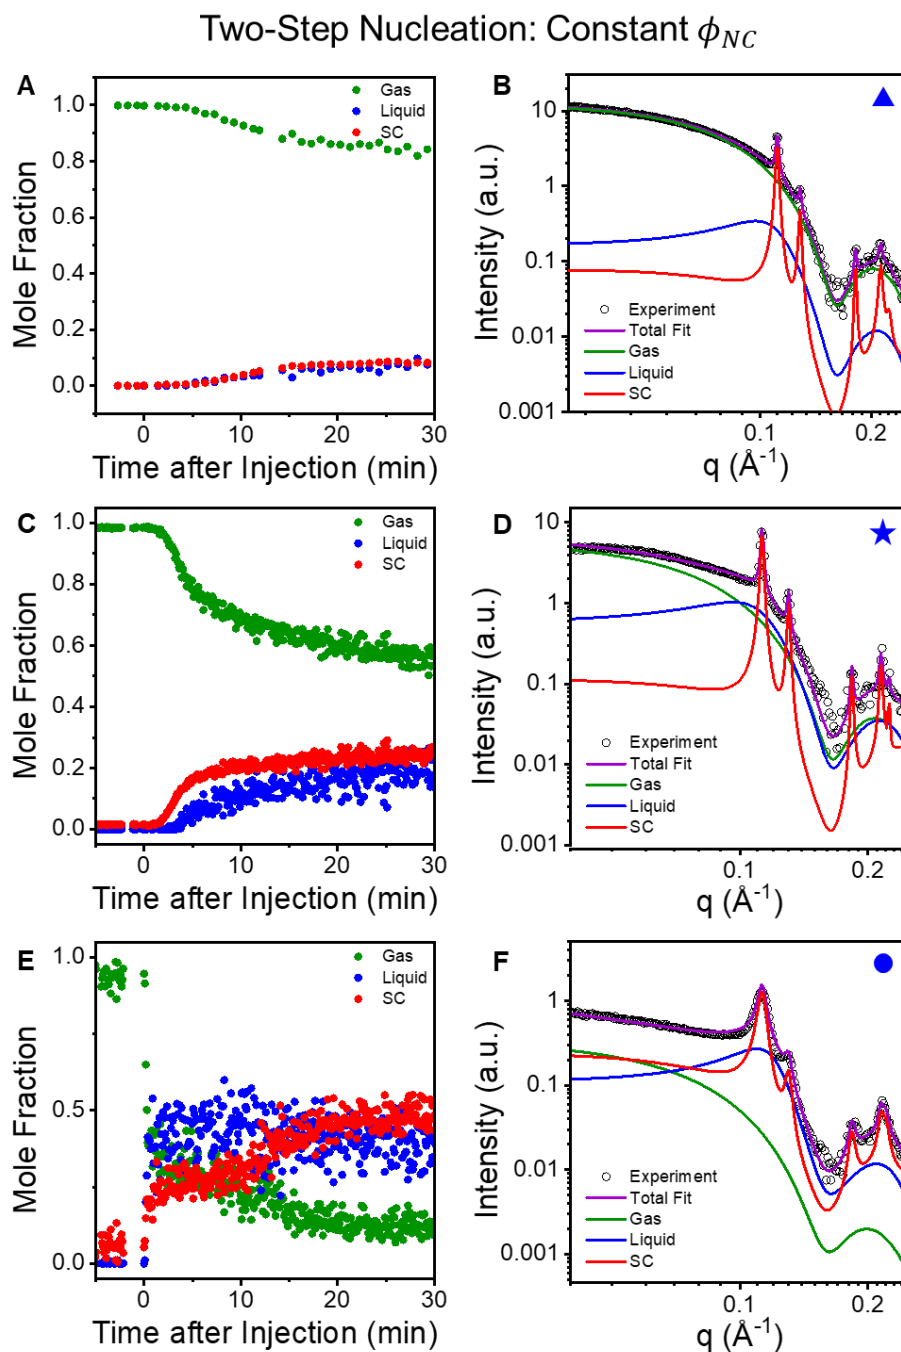 Two-Step Nucleation: Constant ϕNC
A
Gas
Liquid
SC
1.0
0.8
0.6
0.4
0.2
0.0
Mole Fraction
0 10 20 30
Time after Injection (min)
B
10
1
0.1
0.01
0.001
Intensity (a.u.)
Experiment
Total Fit
Gas
Liquid
SC
0.1 0.2
q (Å-1)
C
Gas
Liquid
SC
1.0
0.8
0.6
0.4
0.2
0.0
Mole Fraction
0 10 20 30
Time after Injection (min)
D
10
1
0.1
0.01
0.001
Intensity (a.u.)
Experiment
Total Fit
Gas
Liquid
SC
0.1 0.2
q (Å-1)
E
Gas
Liquid
SC
1.0
0.5
0.0
Mole Fraction
0 10 20 30
Time after Injection (min)
F
1
0.1
0.01
0.001
Intensity (a.u.)
Experiment
Total Fit
Gas
Liquid
SC
0.1 0.2
q (Å-1)